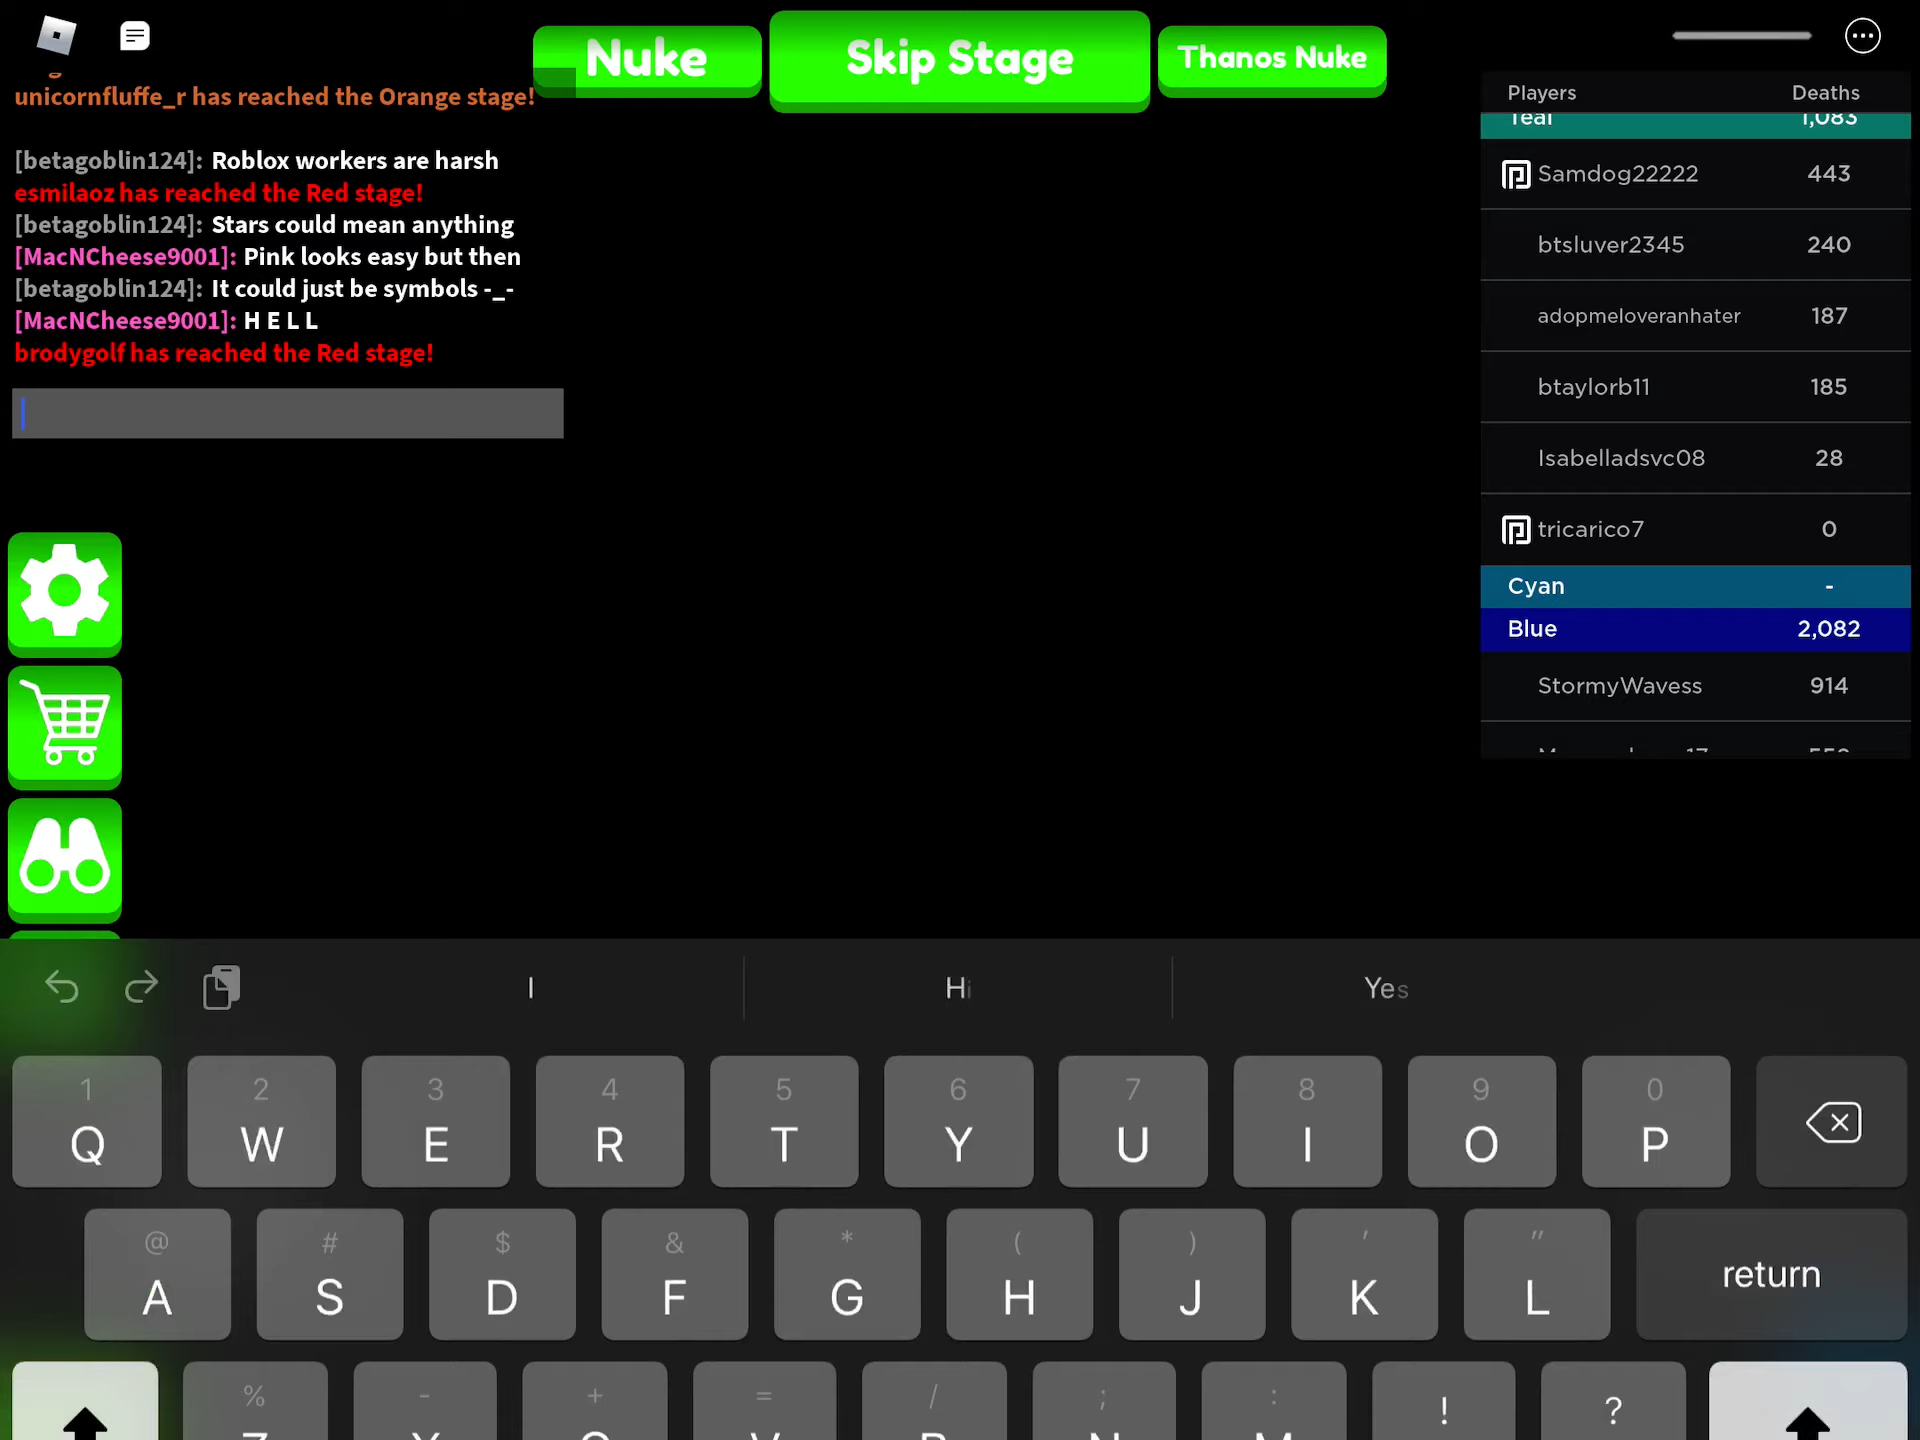 Nuke
Skip Stage
Thanos Nuke
unicornfluffe_r has reached the Orange stage!
[betagoblin124]: Roblox workers are harsh
esmilaoz has reached the Red stage!
[betagoblin124]: Stars could mean anything
[MacNCheese9001]: Pink looks easy but then
[betagoblin124]: It could just be symbols -_-
[MacNCheese9001]: H E L L
brodygolf has reached the Red stage!
Players Deaths
Teal 1,083
Samdog22222 443
btsluver2345 240
adopmeloveranhater 187
btaylorb11 185
Isabelladsvc08 28
tricarico7 0
Cyan -
Blue 2,082
StormyWavess 914
I Hi Yes
1 2 3 4 5 6 7 8 9 0
Q W E R T Y U I O P
@ # $ & * ( ) ' "
A S D F G H J K L return
% - + = / ; : ! ?